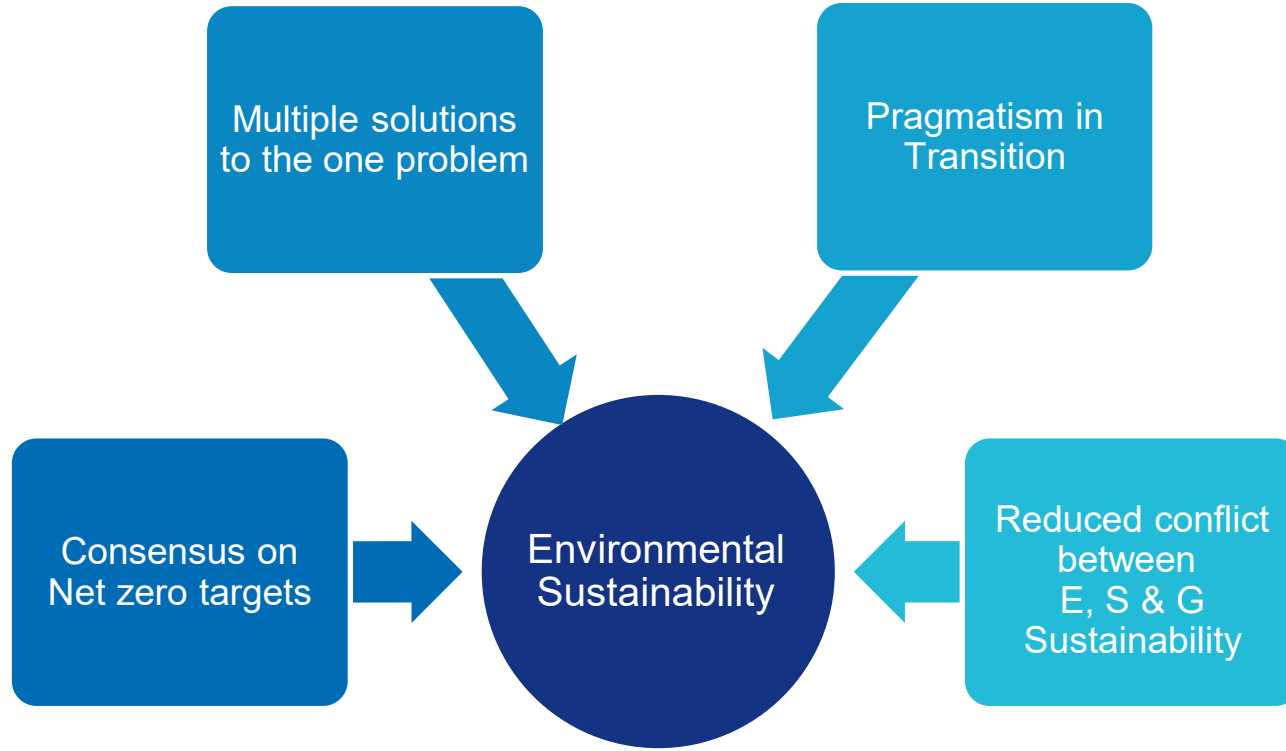 Multiple solutions
to the one problem
Pragmatism in
Transition
Consensus on
Net zero targets
Environmental
Sustainability
Reduced conflict
between
E, S & G
Sustainability